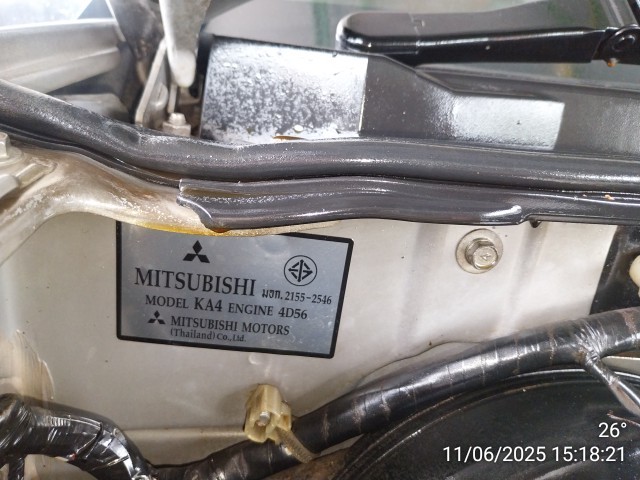 MITSUBISHI มอก.2155-2546
MODEL KA4 ENGINE 4D56
MITSUBISHI MOTORS
(Thailand) Co.,Ltd.
26°
11/06/2025 15:18:21